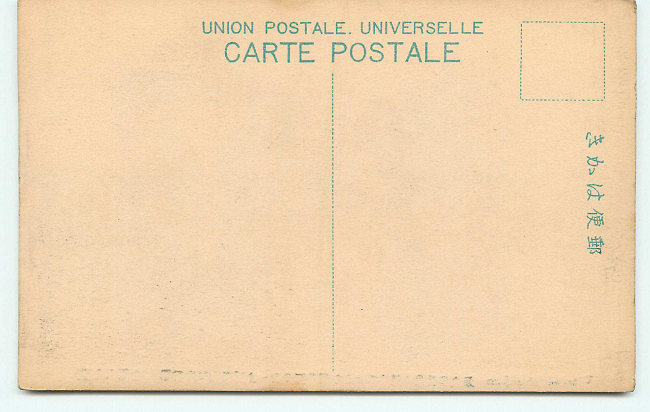 UNION POSTALE. UNIVERSELLE
CARTE POSTALE
郵便はかき